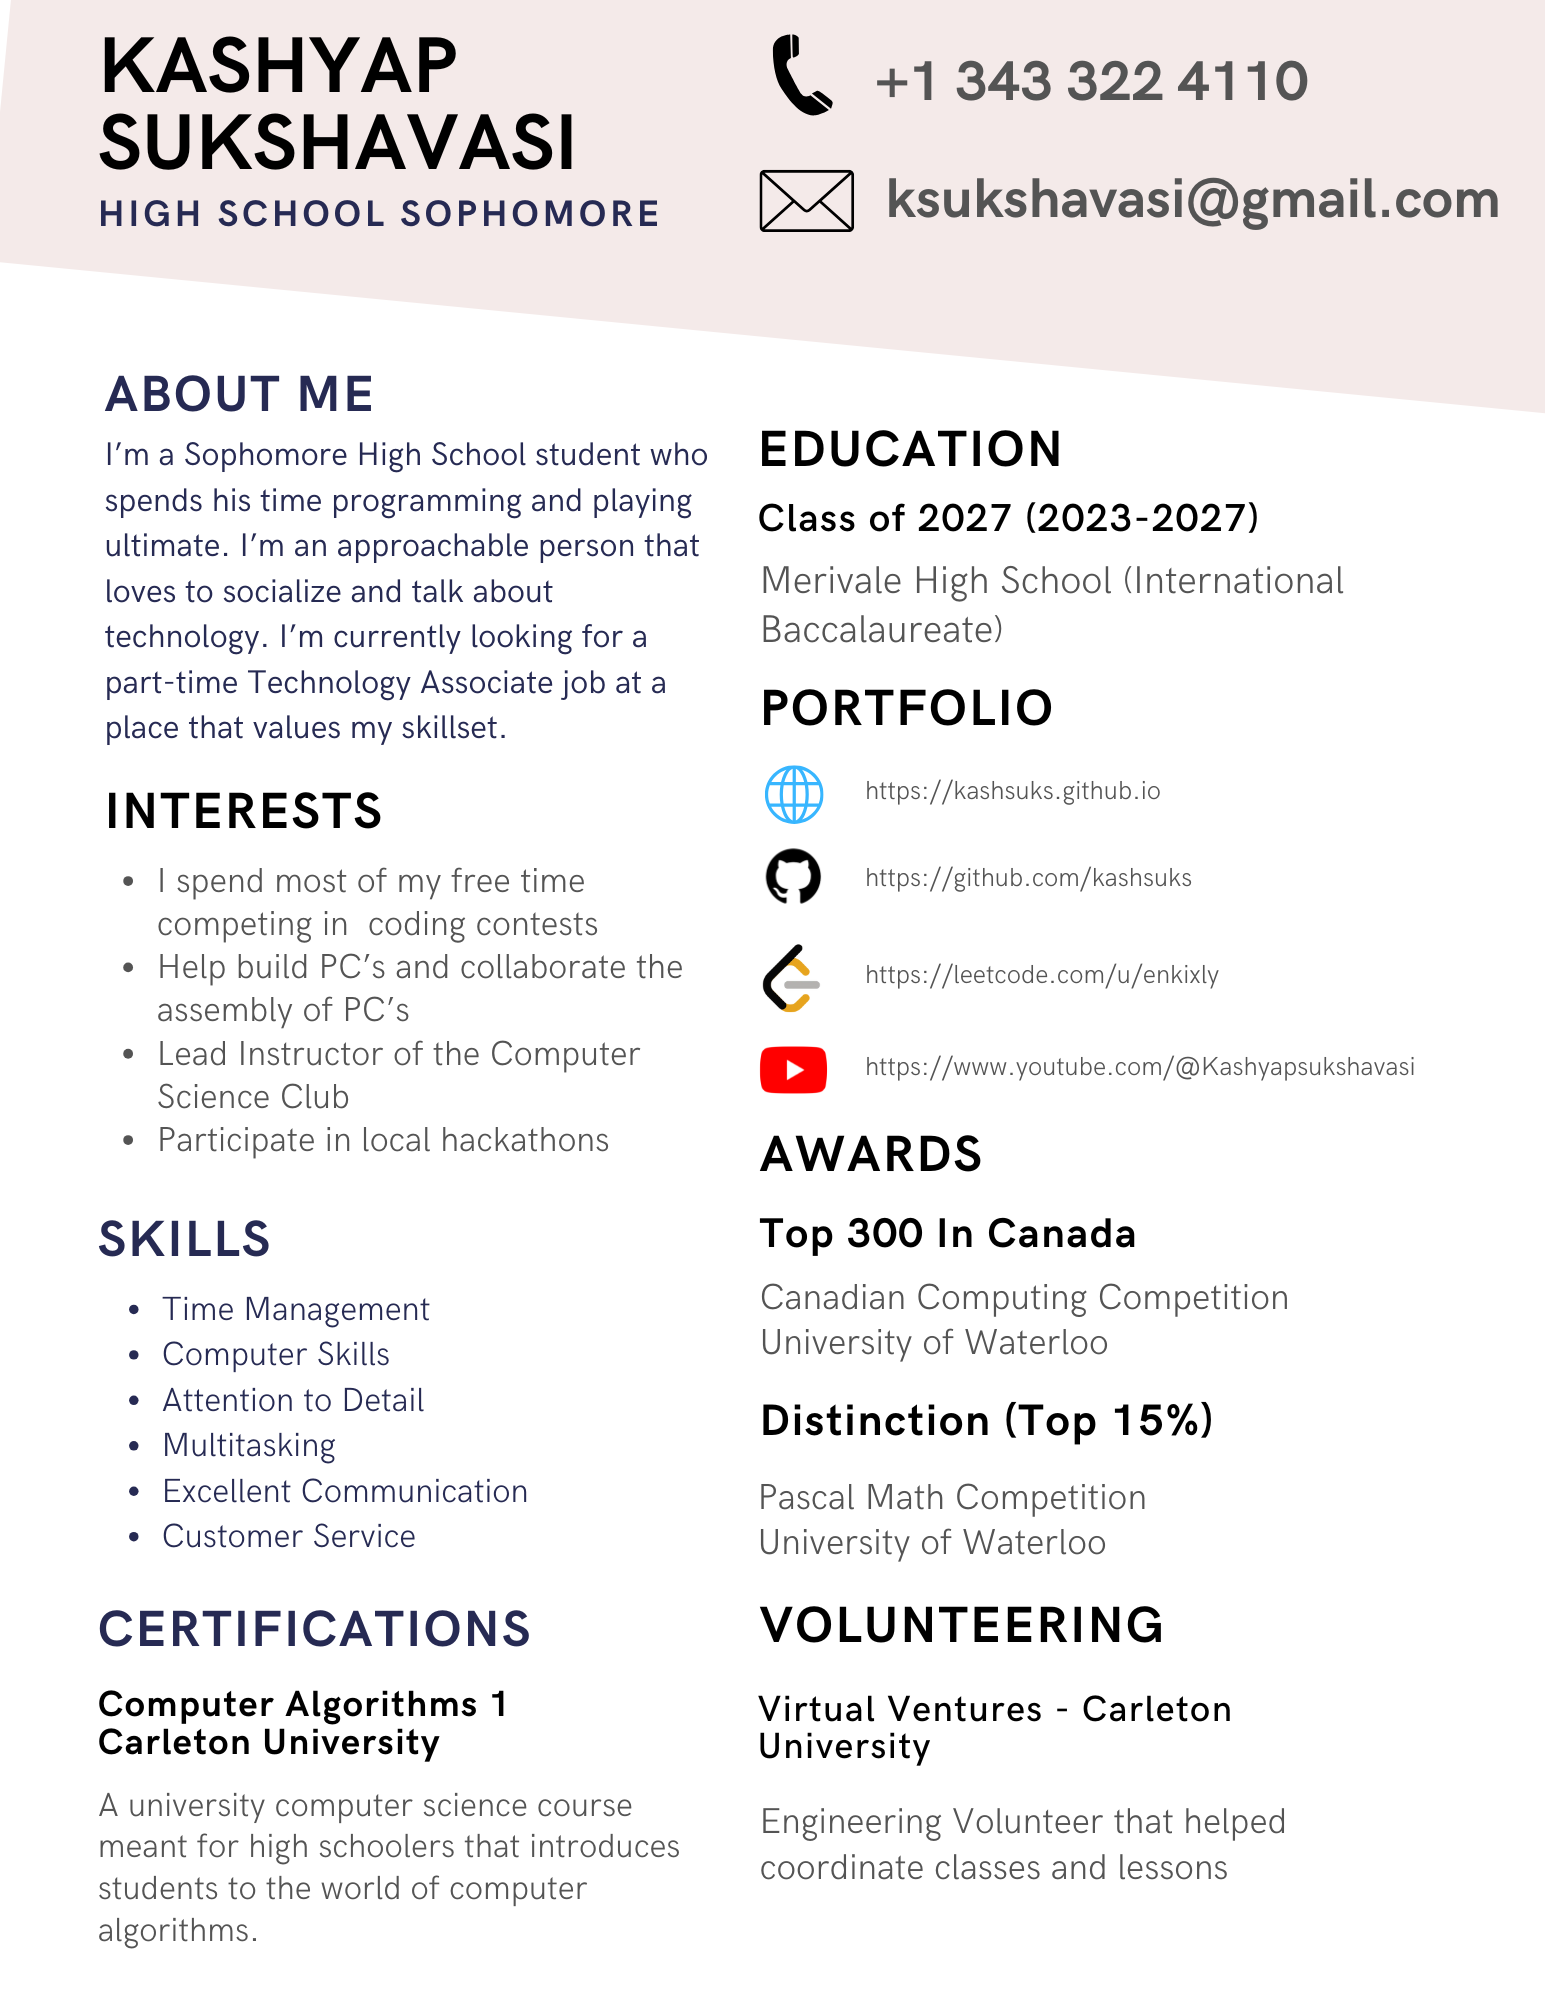 KASHYAP
SUKSHAVASI
HIGH SCHOOL SOPHOMORE
+1 343 322 4110
ksukshavasi@gmail.com
ABOUT ME
I’m a Sophomore High School student who
spends his time programming and playing
ultimate. I’m an approachable person that
loves to socialize and talk about
technology. I’m currently looking for a
part-time Technology Associate job at a
place that values my skillset.
INTERESTS
• I spend most of my free time
competing in  coding contests
• Help build PC’s and collaborate the
assembly of PC’s
• Lead Instructor of the Computer
Science Club
• Participate in local hackathons
SKILLS
• Time Management
• Computer Skills
• Attention to Detail
• Multitasking
• Excellent Communication
• Customer Service
CERTIFICATIONS
Computer Algorithms 1
Carleton University
A university computer science course
meant for high schoolers that introduces
students to the world of computer
algorithms.
EDUCATION
Class of 2027 (2023-2027)
Merivale High School (International
Baccalaureate)
PORTFOLIO
https://kashsuks.github.io
https://github.com/kashsuks
https://leetcode.com/u/enkixly
https://www.youtube.com/@Kashyapsukshavasi
AWARDS
Top 300 In Canada
Canadian Computing Competition
University of Waterloo
Distinction (Top 15%)
Pascal Math Competition
University of Waterloo
VOLUNTEERING
Virtual Ventures - Carleton
University
Engineering Volunteer that helped
coordinate classes and lessons